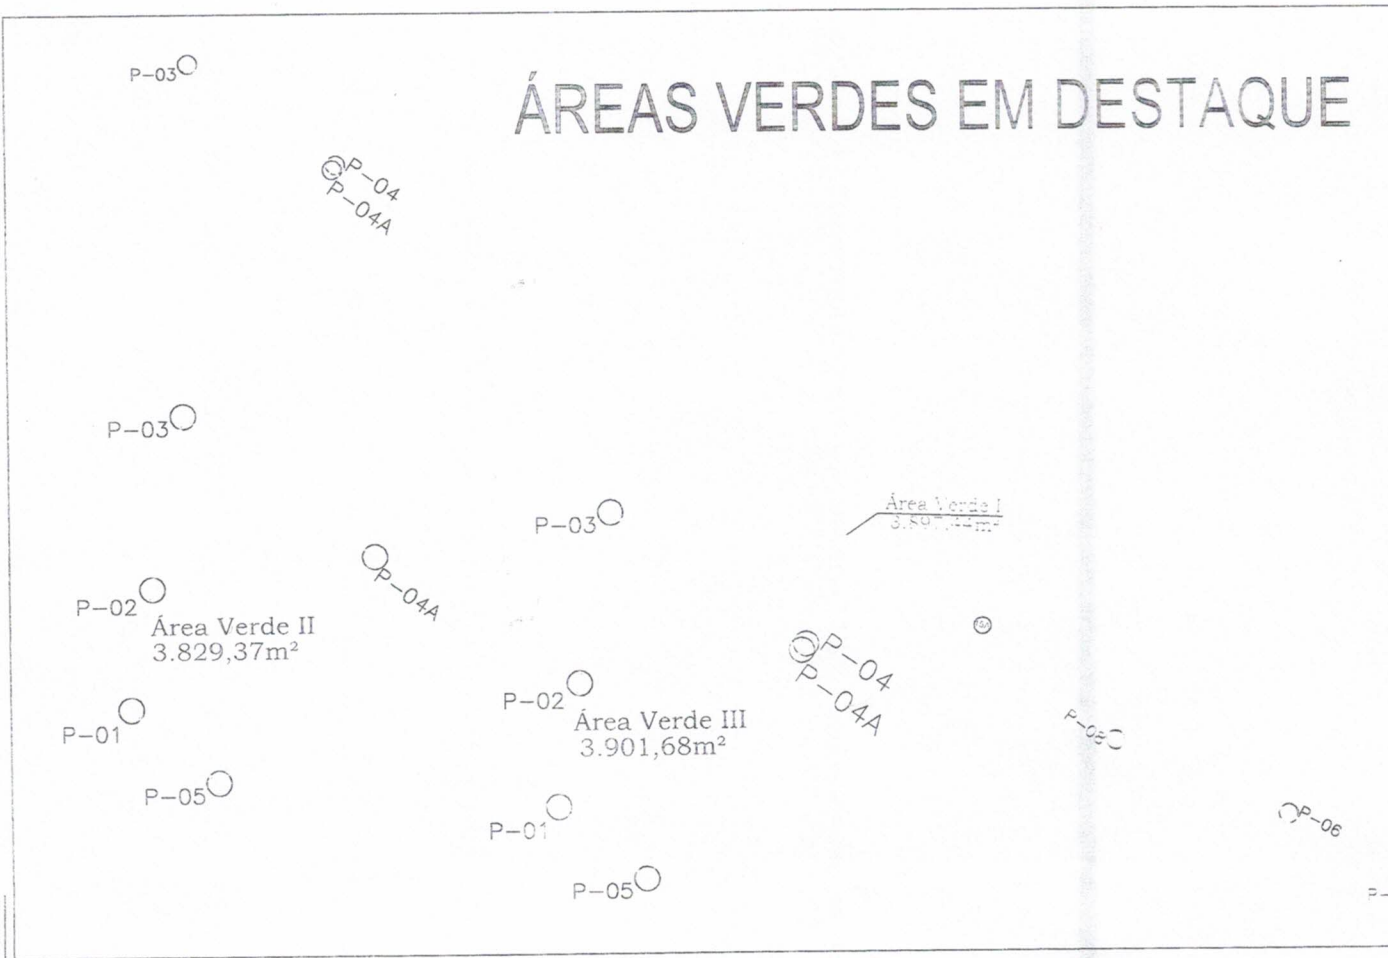 P-03
ÁREAS VERDES EM DESTAQUE
P-04
P-04A
P-03
P-03
Área Verde I
P-04A
P-02
Área Verde II
3.829,37m²
P-04
P-04A
P-02
Área Verde III
3.901,68m²
P-01
P-05
P-01
P-06
P-05